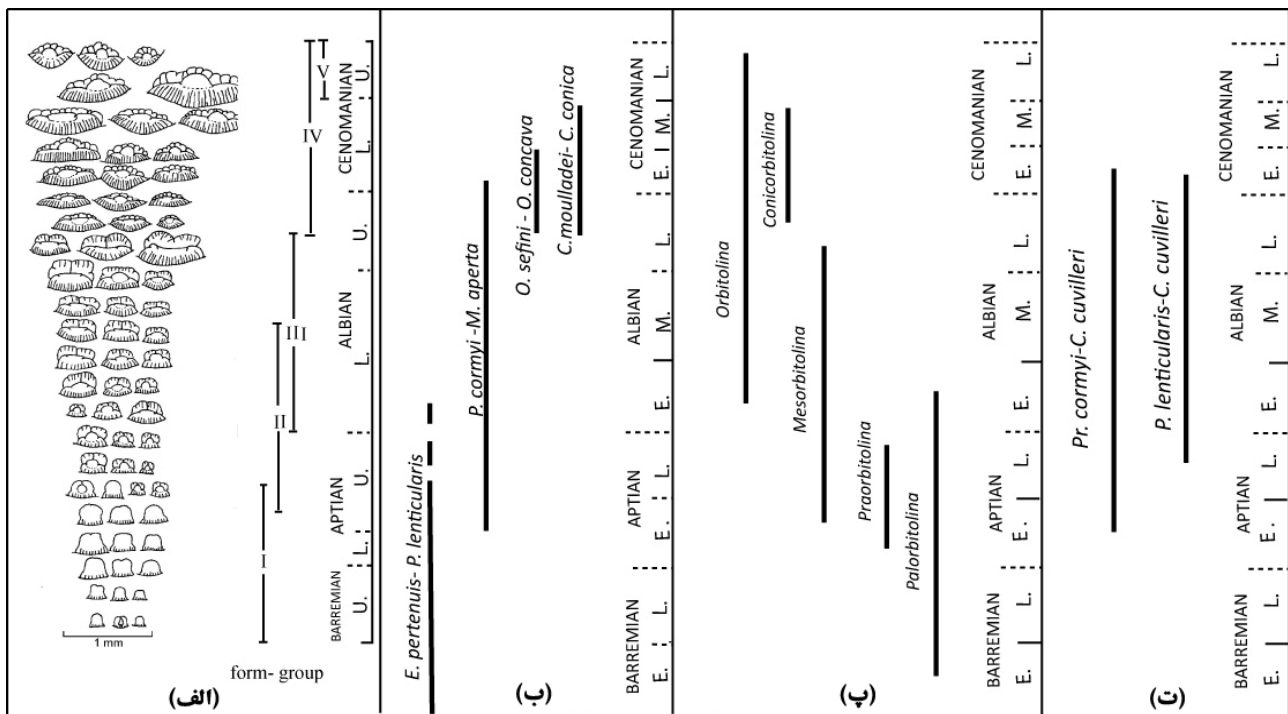 V
IV
III
II
I
U.
CENOMANIAN
L.
U.
ALBIAN
L.
U.
APTIAN
L.
U.
BARREMIAN
1 mm
form- group
(الف)
E. pertenuis- P. lenticularis
P. cormyi -M. aperta
O. sefini - O. concava
C.moulladei- C. conica
CENOMANIAN
E. M. L.
ALBIAN
E. M. L.
APTIAN
E. L.
BARREMIAN
E. L.
(ب)
Orbitolina
Conicorbitolina
Mesorbitolina
Praorbitolina
Palorbitolina
CENOMANIAN
E. M. L.
ALBIAN
E. M. L.
APTIAN
E. L.
BARREMIAN
E. L.
(پ)
Pr. cormyi-C. cuvilleri
P. lenticularis-C. cuvilleri
CENOMANIAN
E. M. L.
ALBIAN
E. M. L.
APTIAN
E. L.
BARREMIAN
E. L.
(ت)